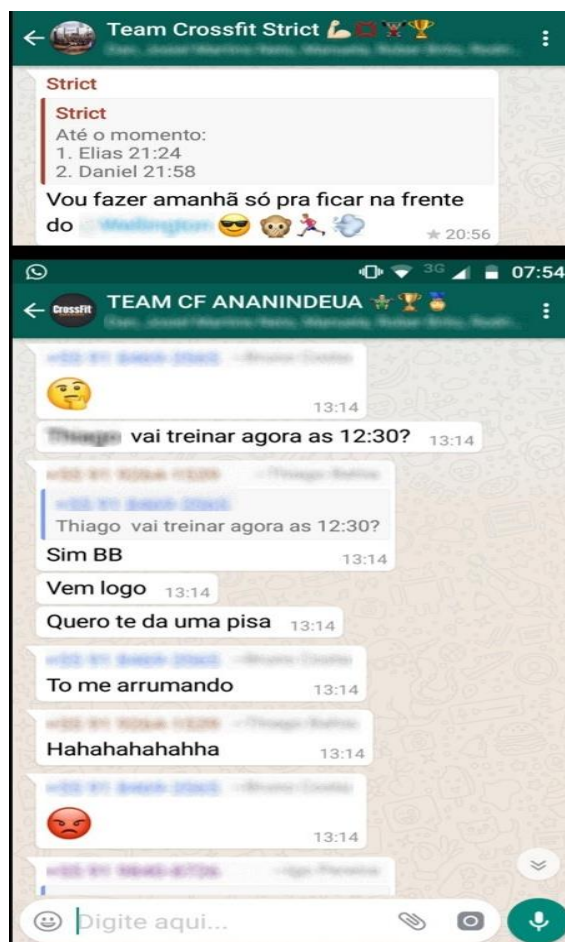 Team Crossfit Strict
Strict
Strict
Até o momento:
1. Elias 21:24
2. Daniel 21:58
Vou fazer amanhã só pra ficar na frente
do
20:56
3G
07:54
CrossFit
TEAM CF ANANINDEUA
13:14
vai treinar agora as 12:30? 13:14
Thiago vai treinar agora as 12:30?
Sim BB 13:14
Vem logo 13:14
Quero te da uma pisa 13:14
To me arrumando 13:14
Hahahahahahha 13:14
13:14
Digite aqui...